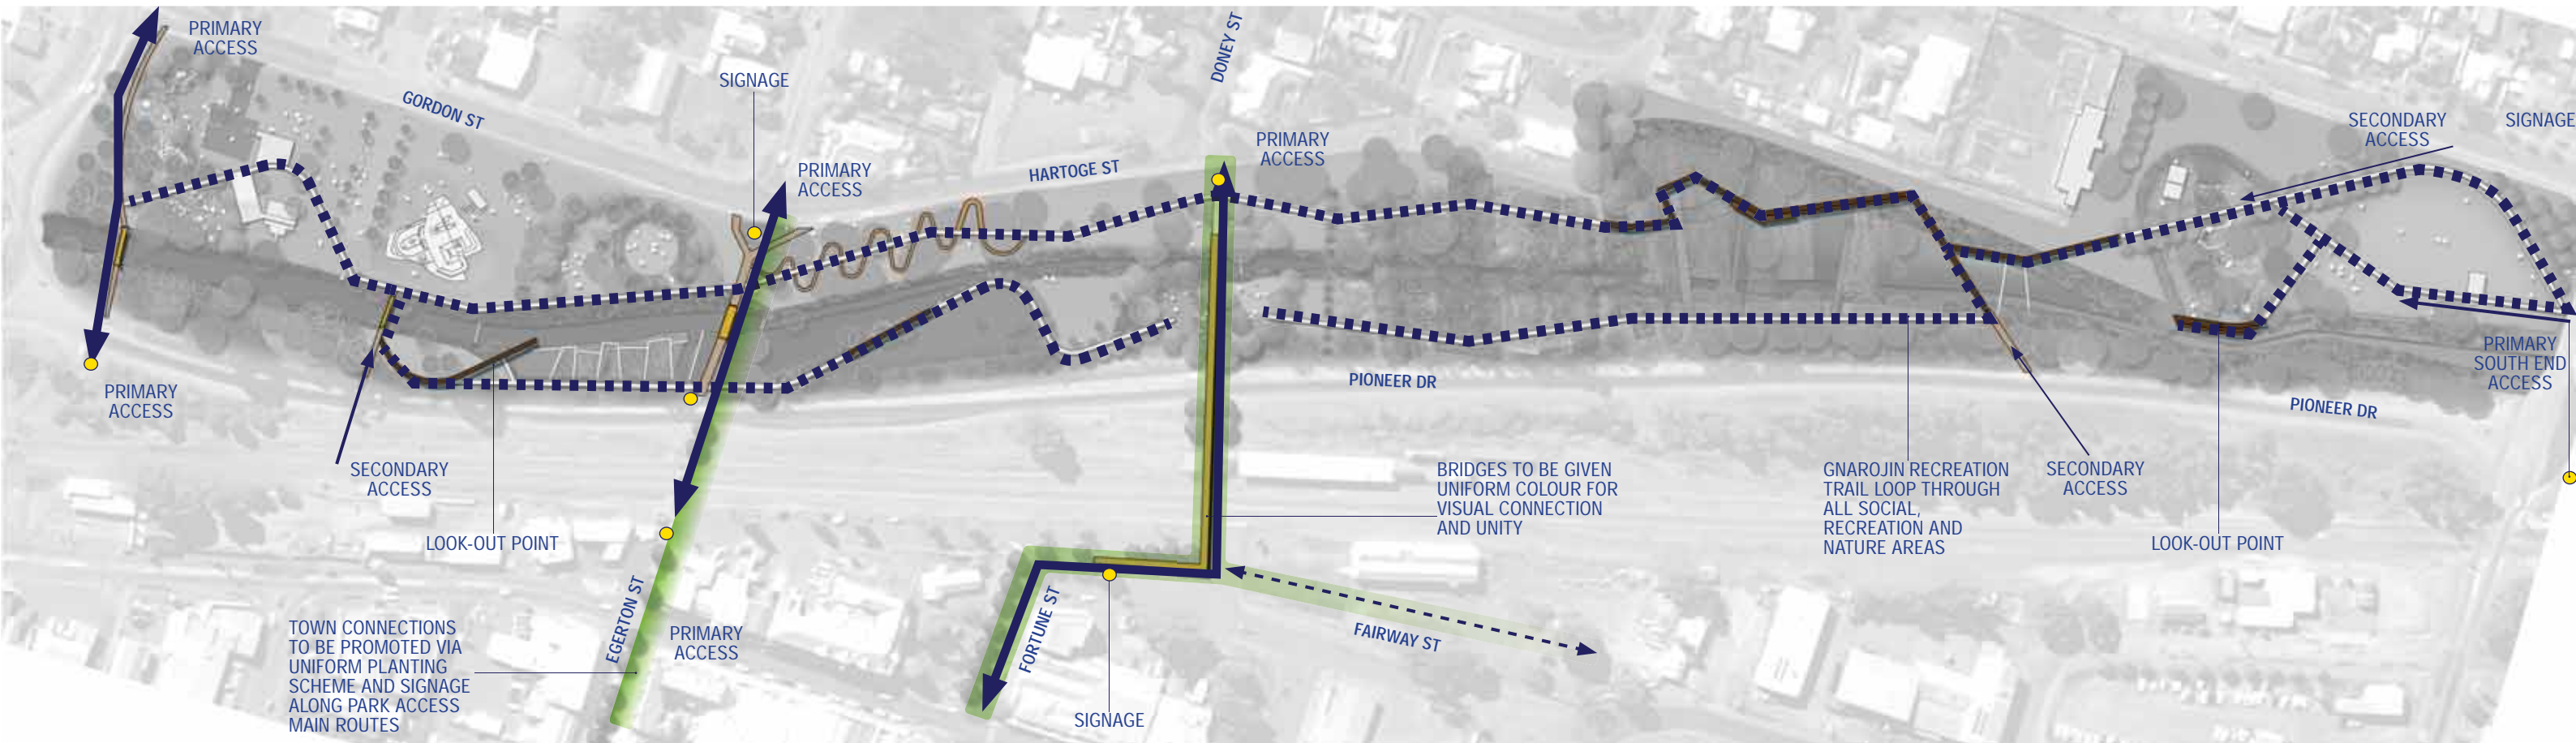 PRIMARY
ACCESS
GORDON ST
SIGNAGE
PRIMARY
ACCESS
HARTOGE ST
DONEY ST
PRIMARY
ACCESS
SECONDARY
ACCESS
SIGNAGE
PRIMARY
ACCESS
SECONDARY
ACCESS
LOOK-OUT POINT
PIONEER DR
PRIMARY
SOUTH END
ACCESS
PIONEER DR
BRIDGES TO BE GIVEN
UNIFORM COLOUR FOR
VISUAL CONNECTION
AND UNITY
GNAROJIN RECREATION
TRAIL LOOP THROUGH
ALL SOCIAL,
RECREATION AND
NATURE AREAS
SECONDARY
ACCESS
LOOK-OUT POINT
TOWN CONNECTIONS
TO BE PROMOTED VIA
UNIFORM PLANTING
SCHEME AND SIGNAGE
ALONG PARK ACCESS
MAIN ROUTES
EGERTON ST
PRIMARY
ACCESS
FORTUNE ST
SIGNAGE
FAIRWAY ST